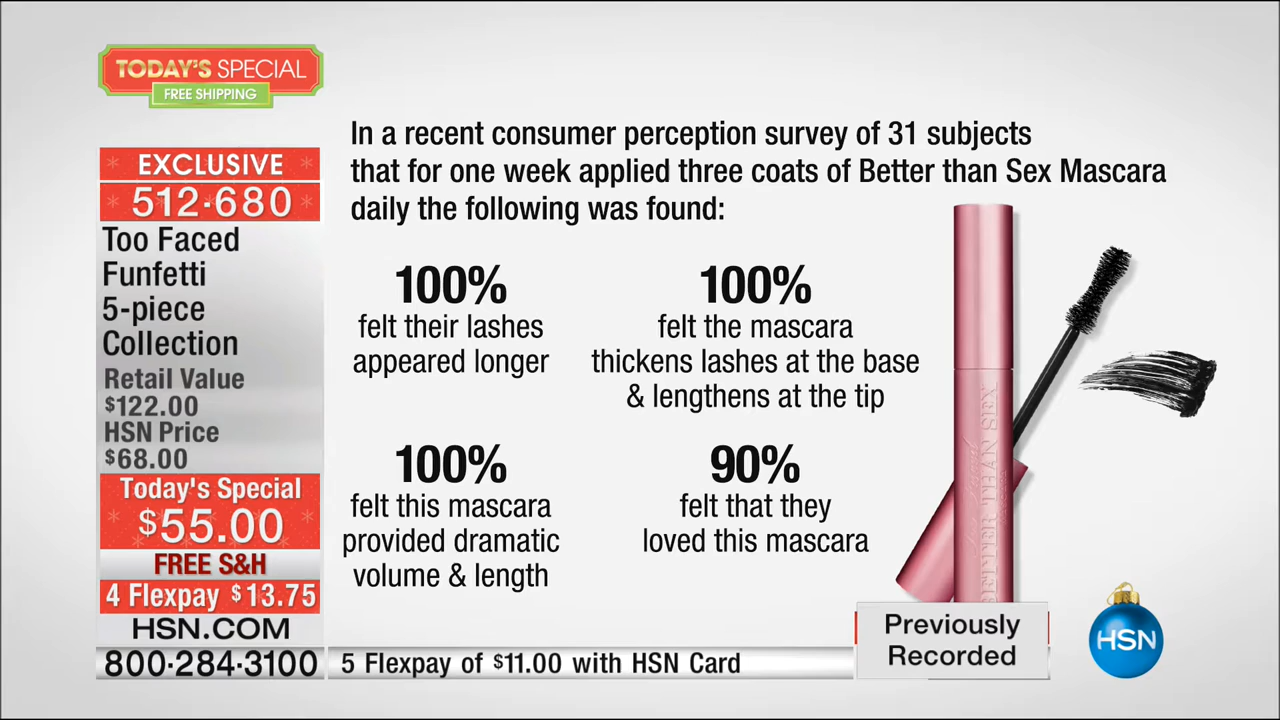 TODAY'S SPECIAL
FREE SHIPPING
EXCLUSIVE
512-680
Too Faced
Funfetti
5-piece
Collection
Retail Value
$122.00
HSN Price
$68.00
Today's Special
$55.00
FREE S&H
4 Flexpay $13.75
HSN.COM
800-284-3100
In a recent consumer perception survey of 31 subjects
that for one week applied three coats of Better than Sex Mascara
daily the following was found:
100%
felt their lashes
appeared longer
100%
felt the mascara
thickens lashes at the base
& lengthens at the tip
100%
felt this mascara
provided dramatic
volume & length
90%
felt that they
loved this mascara
BETTER THAN SEX
Previously
Recorded
HSN
5 Flexpay of $11.00 with HSN Card